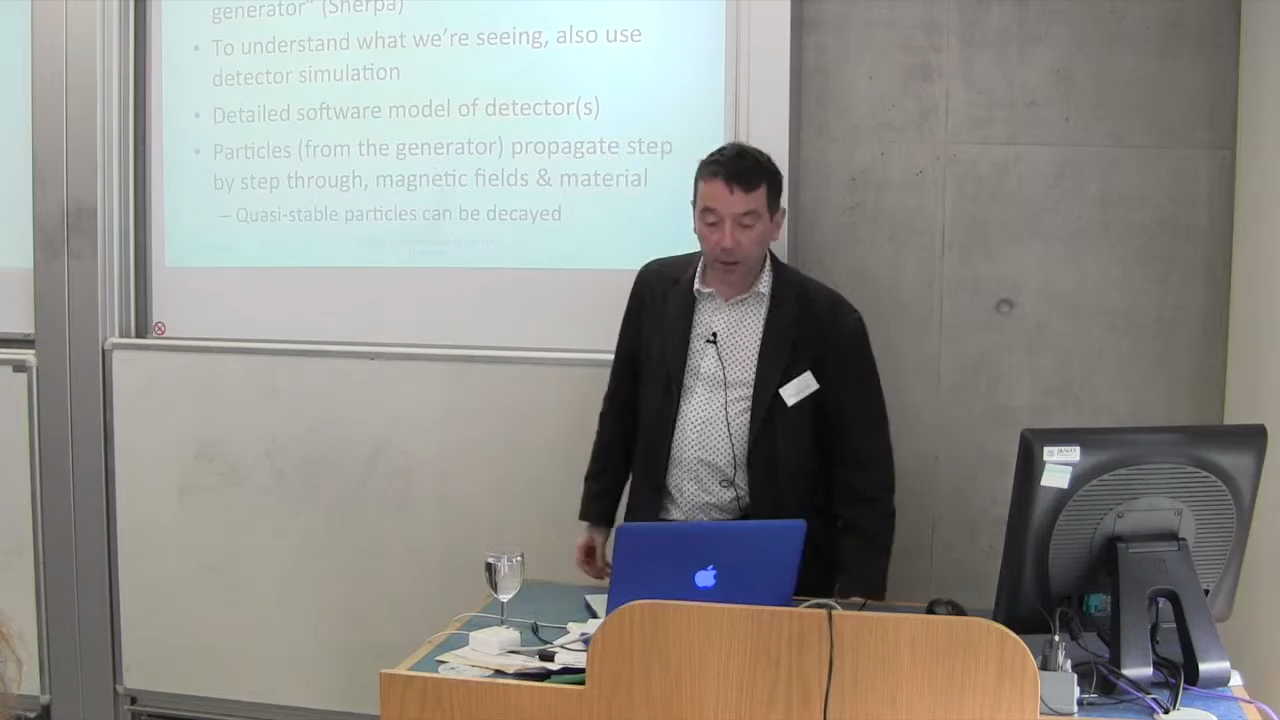 generator” (Sherpa)
• To understand what we’re seeing, also use
detector simulation
• Detailed software model of detector(s)
• Particles (from the generator) propagate step
by step through, magnetic fields & material
– Quasi-stable particles can be decayed